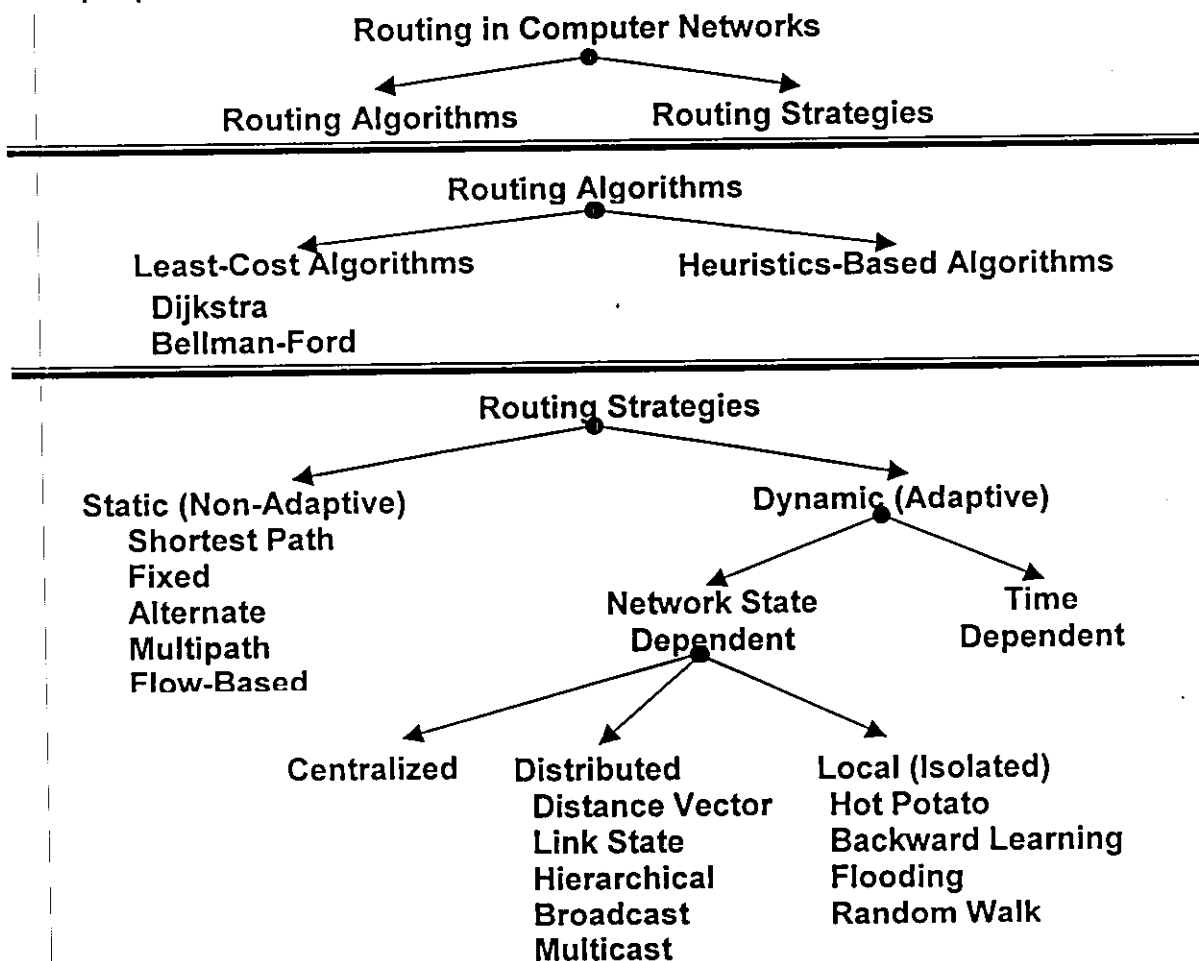 Routing in Computer Networks
Routing Algorithms Routing Strategies
Routing Algorithms
Least-Cost Algorithms Heuristics-Based Algorithms
Dijkstra
Bellman-Ford
Routing Strategies
Static (Non-Adaptive) Dynamic (Adaptive)
Shortest Path
Fixed
Alternate
Multipath
Flow-Based
Network State Dependent
Time Dependent
Centralized
Distributed
Distance Vector
Link State
Hierarchical
Broadcast
Multicast
Local (Isolated)
Hot Potato
Backward Learning
Flooding
Random Walk